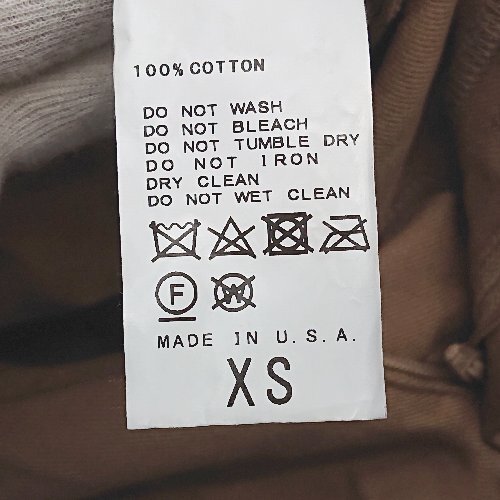 100% COTTON
DO NOT WASH
DO NOT BLEACH
DO NOT TUMBLE DRY
DO NOT IRON
DRY CLEAN
DO NOT WET CLEAN
F W
MADE IN U.S.A.
XS